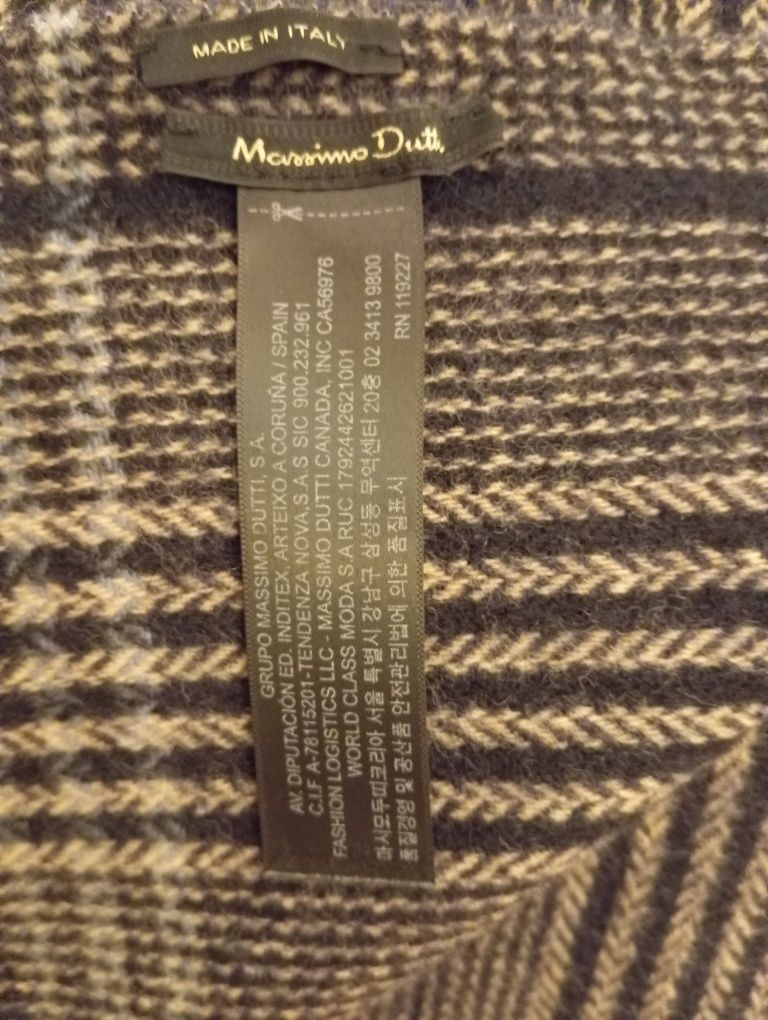 MADE IN ITALY
Massimo Dutti
GRUPO MASSIMO DUTTI, S.A.
AV. DIPUTACIÓN ED. INDITEX, ARTEIXO A CORUÑA / SPAIN
C.I.F A-78115201-TENDENZA NOVA,S.A.S SIC 900.232.961
FASHION LOGISTICS LLC - MASSIMO DUTTI CANADA, INC CA56976
WORLD CLASS MODA S.A RUC 1792442621001
마시모두띠코리아 서울 특별시 강남구 삼성동 무역센터 20층 02 3413 9800
품질경영 및 공산품 안전관리법에 의한 품질표시 RN 119227